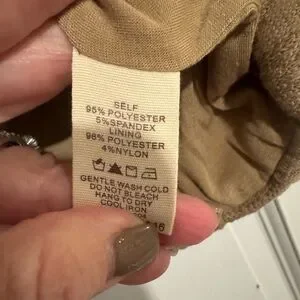 SELF
95% POLYESTER
5%SPANDEX
LINING
96% POLYESTER
4%NYLON
GENTLE WASH COLD
DO NOT BLEACH
HANG TO DRY
COOL IRON